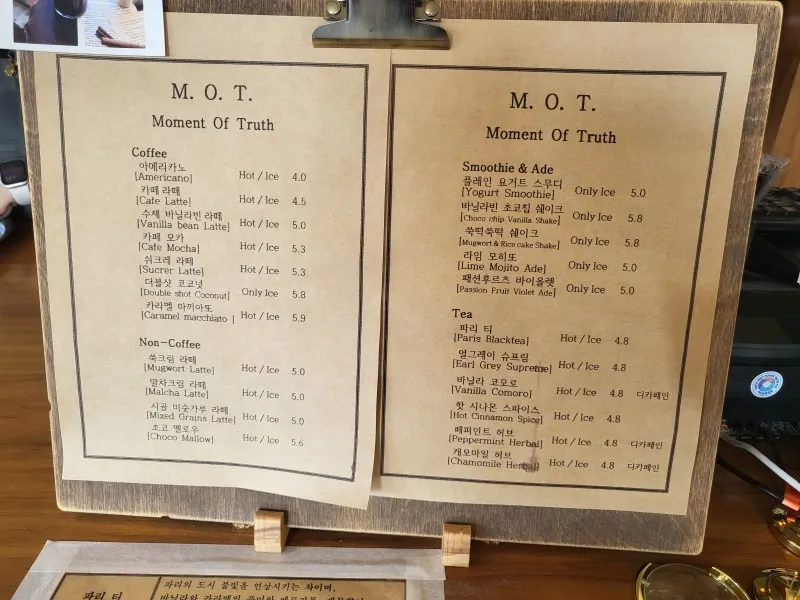 M. O. T.
Moment Of Truth
Coffee
아메리카노
[Americano] Hot / Ice 4.0
카페 라떼
[Cafe Latte] Hot / Ice 4.5
수제 바닐라빈 라떼
[Vanilla bean Latte] Hot / Ice 5.0
카페 모카
[Cafe Mocha] Hot / Ice 5.3
쉬크레 라떼
[Sucrer Latte] Hot / Ice 5.3
더블샷 코코넛
[Double shot Coconut] Only Ice 5.8
카라멜 마끼아또
[Caramel macchiato ] Hot / Ice 5.9
Non-Coffee
쑥크림 라떼
[Mugwort Latte] Hot / Ice 5.0
말차크림 라떼
[Malcha Latte] Hot / Ice 5.0
시골 미숫가루 라떼
[Mixed Grains Latte] Hot / Ice 5.0
초코 멜로우
[Choco Mallow] Hot / Ice 5.6
M. O. T.
Moment Of Truth
Smoothie & Ade
플레인 요거트 스무디
[Yogurt Smoothie] Only Ice 5.0
바닐라빈 초코칩 쉐이크
[Choco chip Vanilla Shake] Only Ice 5.8
쑥떡쑥떡 쉐이크
[Mugwort & Rice cake Shake] Only Ice 5.8
라임 모히또
[Lime Mojito Ade] Only Ice 5.0
패션후르츠 바이올렛
[Passion Fruit Violet Ade] Only Ice 5.0
Tea
파리 티
[Paris Blacktea] Hot / Ice 4.8
얼그레이 슈프림
[Earl Grey Supreme] Hot / Ice 4.8
바닐라 코모로
[Vanilla Comoro] Hot / Ice 4.8 디카페인
핫 시나몬 스파이스
[Hot Cinnamon Spice] Hot / Ice 4.8
페퍼민트 허브
[Peppermint Herbal] Hot / Ice 4.8 디카페인
캐모마일 허브
[Chamomile Herbal] Hot / Ice 4.8 디카페인
파리 티
파리의 도시 불빛을 연상시키는 차이며,